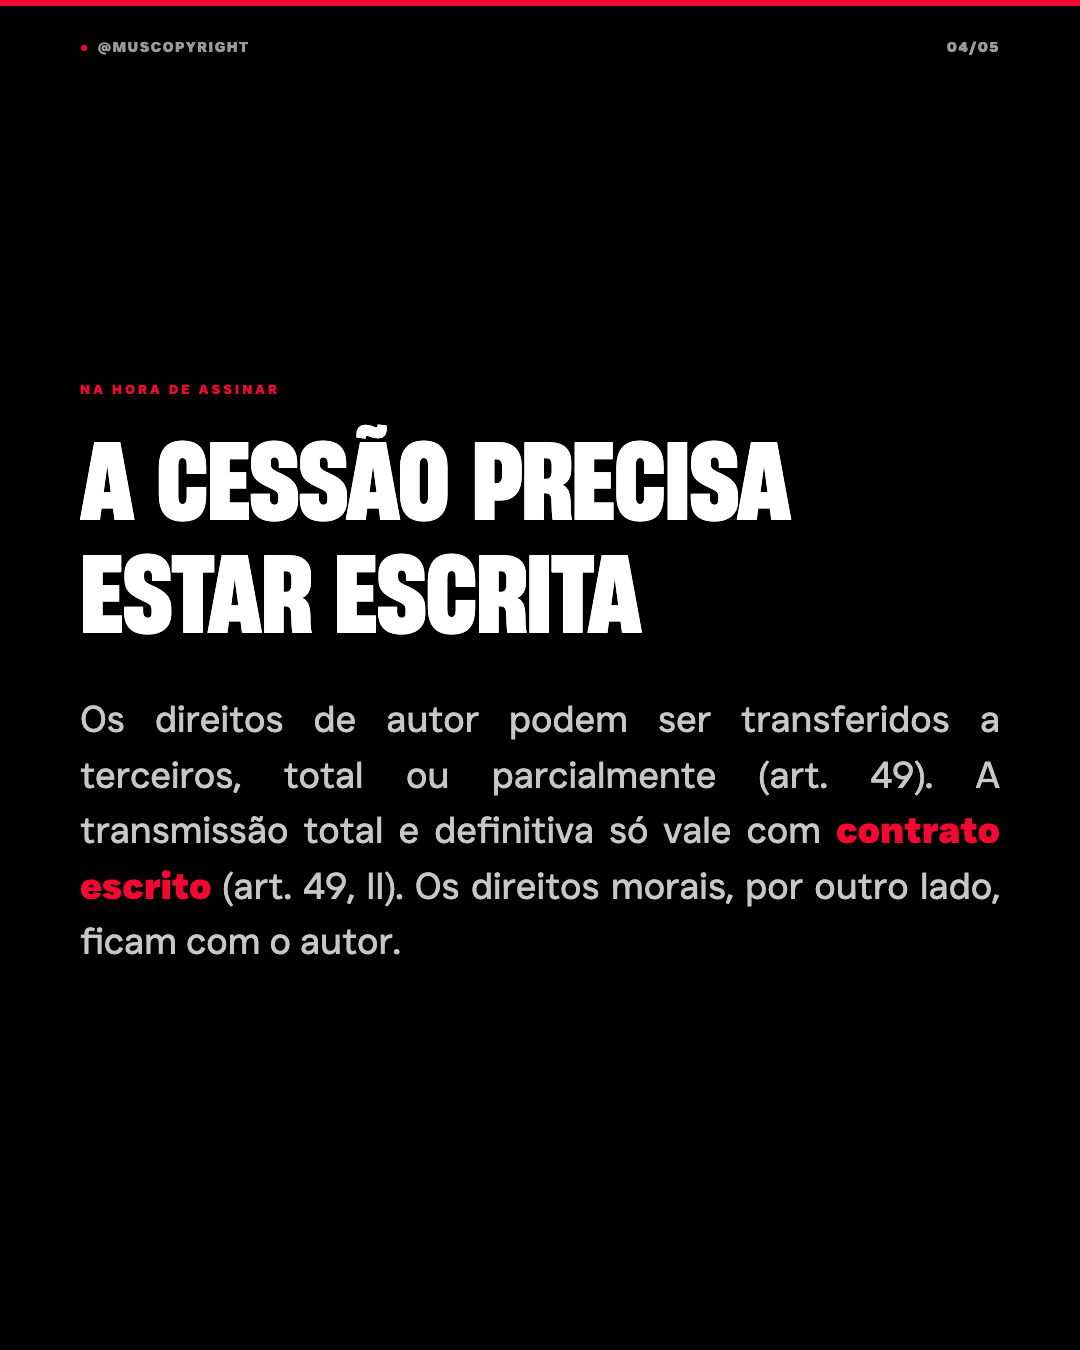 @MUSCOPYRIGHT
04/05
NA HORA DE ASSINAR
A CESSÃO PRECISA
ESTAR ESCRITA
Os direitos de autor podem ser transferidos a
terceiros, total ou parcialmente (art. 49). A
transmissão total e definitiva só vale com contrato
escrito (art. 49, II). Os direitos morais, por outro lado,
ficam com o autor.